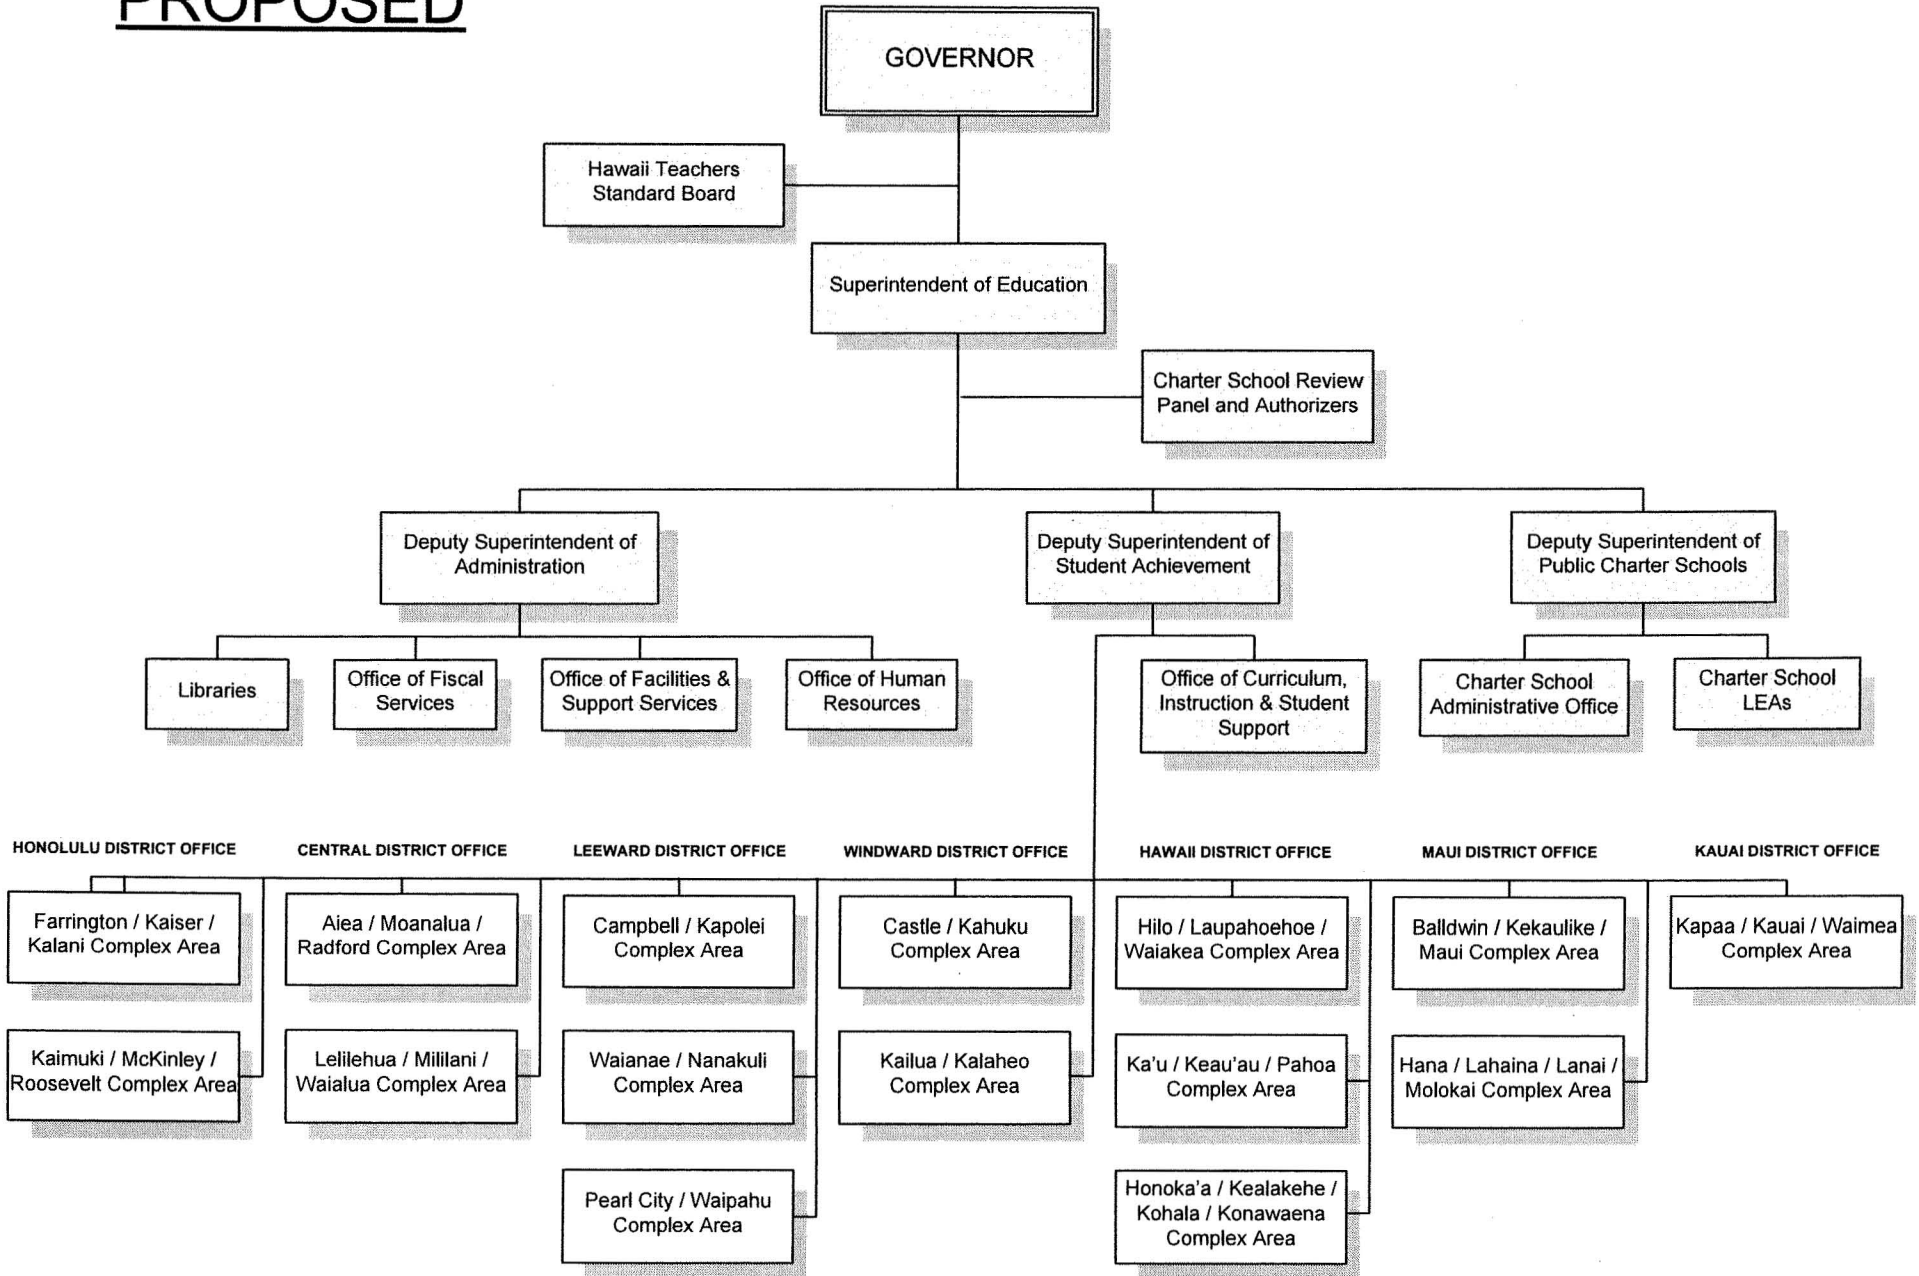 PROPOSED
GOVERNOR
Hawaii Teachers
Standard Board
Superintendent of Education
Charter School Review
Panel and Authorizers
Deputy Superintendent of
Administration
Deputy Superintendent of
Student Achievement
Deputy Superintendent of
Public Charter Schools
Libraries
Office of Fiscal
Services
Office of Facilities &
Support Services
Office of Human
Resources
Office of Curriculum,
Instruction & Student
Support
Charter School
Administrative Office
Charter School
LEAs
HONOLULU DISTRICT OFFICE
CENTRAL DISTRICT OFFICE
LEEWARD DISTRICT OFFICE
WINDWARD DISTRICT OFFICE
HAWAII DISTRICT OFFICE
MAUI DISTRICT OFFICE
KAUAI DISTRICT OFFICE
Farrington / Kaiser /
Kalani Complex Area
Aiea / Moanalua /
Radford Complex Area
Campbell / Kapolei
Complex Area
Castle / Kahuku
Complex Area
Hilo / Laupahoehoe /
Waiakea Complex Area
Balldwin / Kekaulike /
Maui Complex Area
Kapaa / Kauai / Waimea
Complex Area
Kaimuki / McKinley /
Roosevelt Complex Area
Lelilehua / Mililani /
Waialua Complex Area
Waianae / Nanakuli
Complex Area
Kailua / Kalaheo
Complex Area
Ka'u / Keau'au / Pahoa
Complex Area
Hana / Lahaina / Lanai /
Molokai Complex Area
Pearl City / Waipahu
Complex Area
Honoka'a / Kealakehe /
Kohala / Konawaena
Complex Area